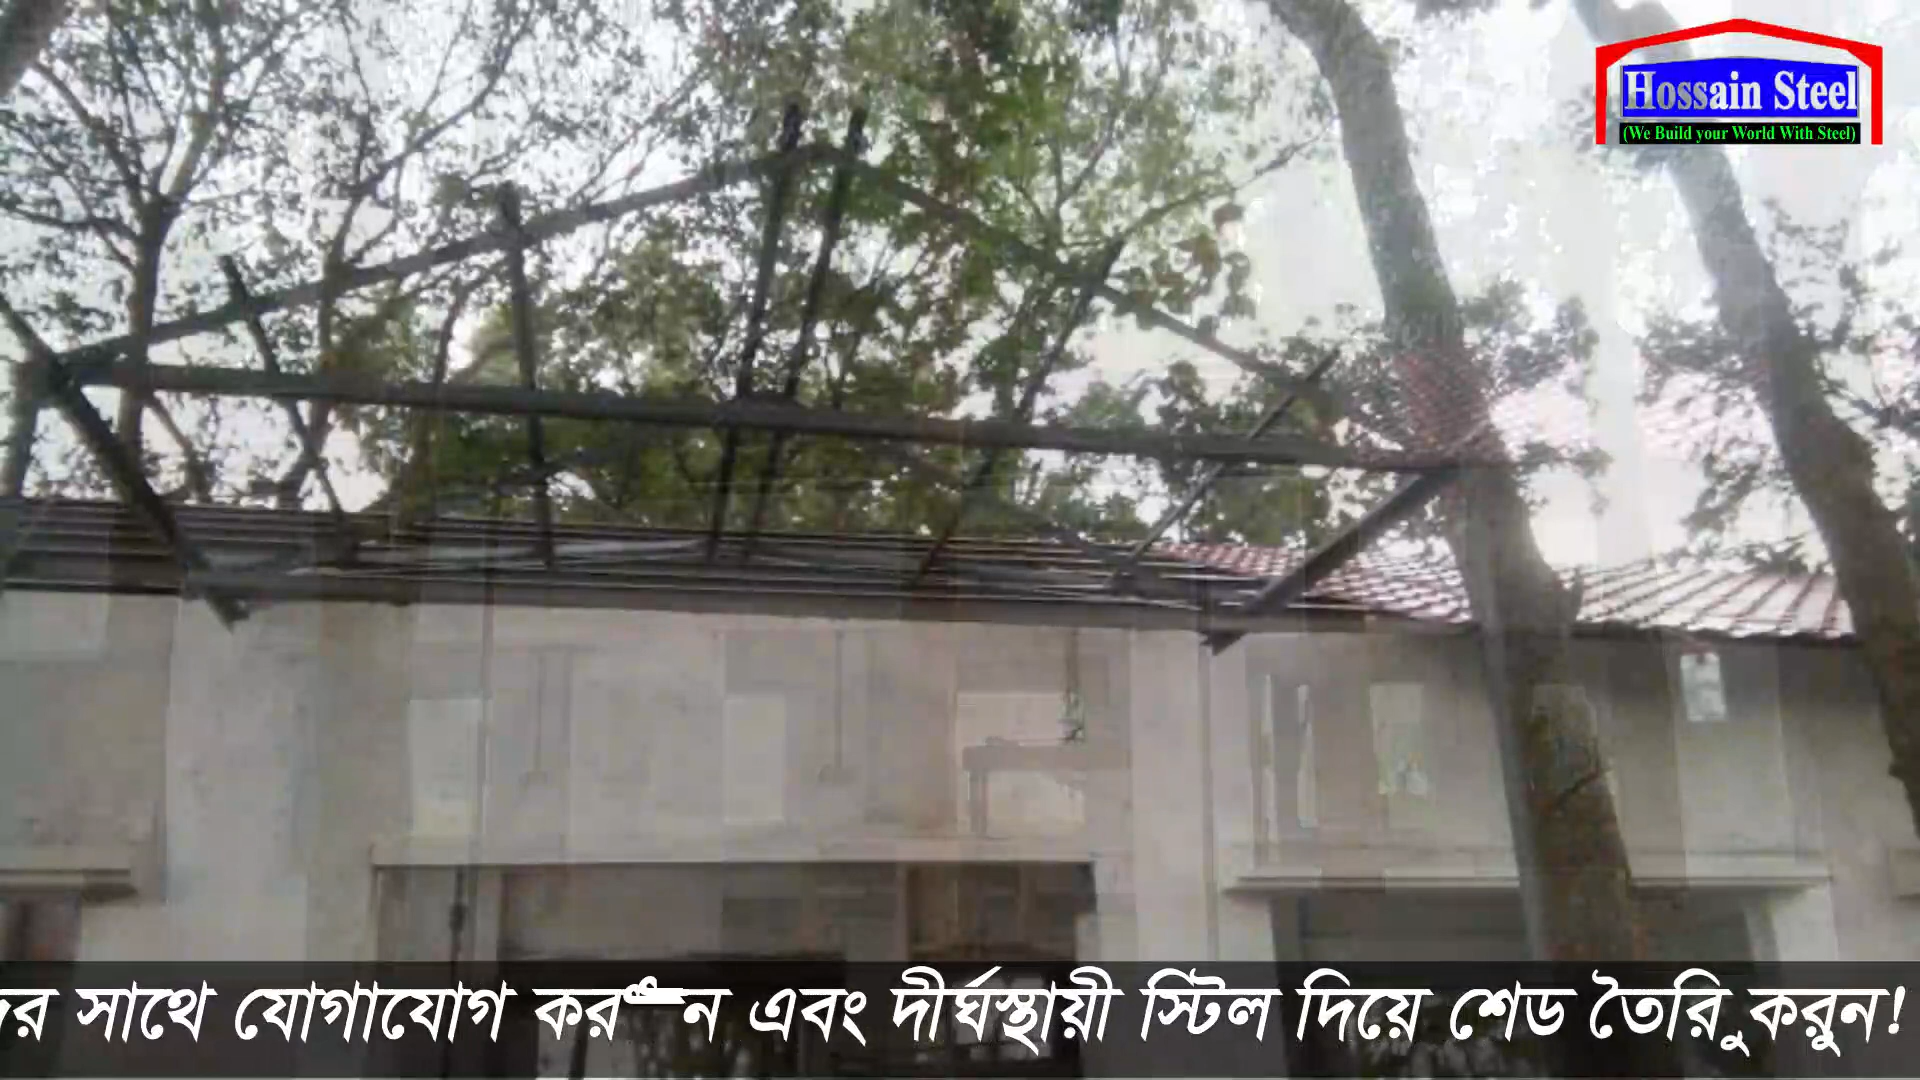 Hossain Steel
(We Build your World With Steel)
সাথে যোগাযোগ করুন এবং দীর্ঘস্থায়ী স্টিল দিয়ে শেড তৈরি করুন!